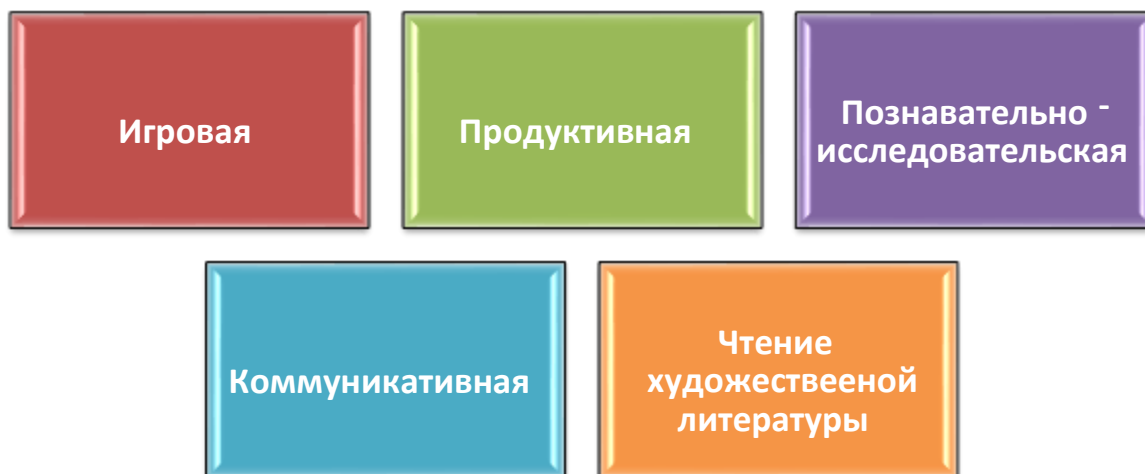 Игровая
Продуктивная
Познавательно -
исследовательская
Коммуникативная
Чтение
художествееной
литературы